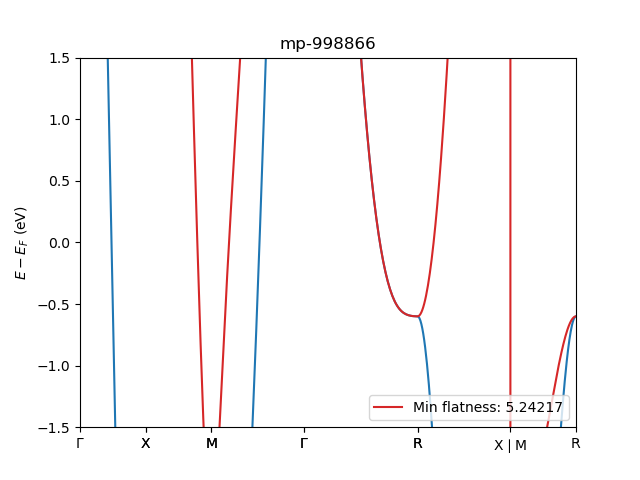 mp-998866
1.5
1.0
0.5
0.0
−0.5
−1.0
−1.5
E − E_F (eV)
Min flatness: 5.24217
Γ X M Γ R X | M R